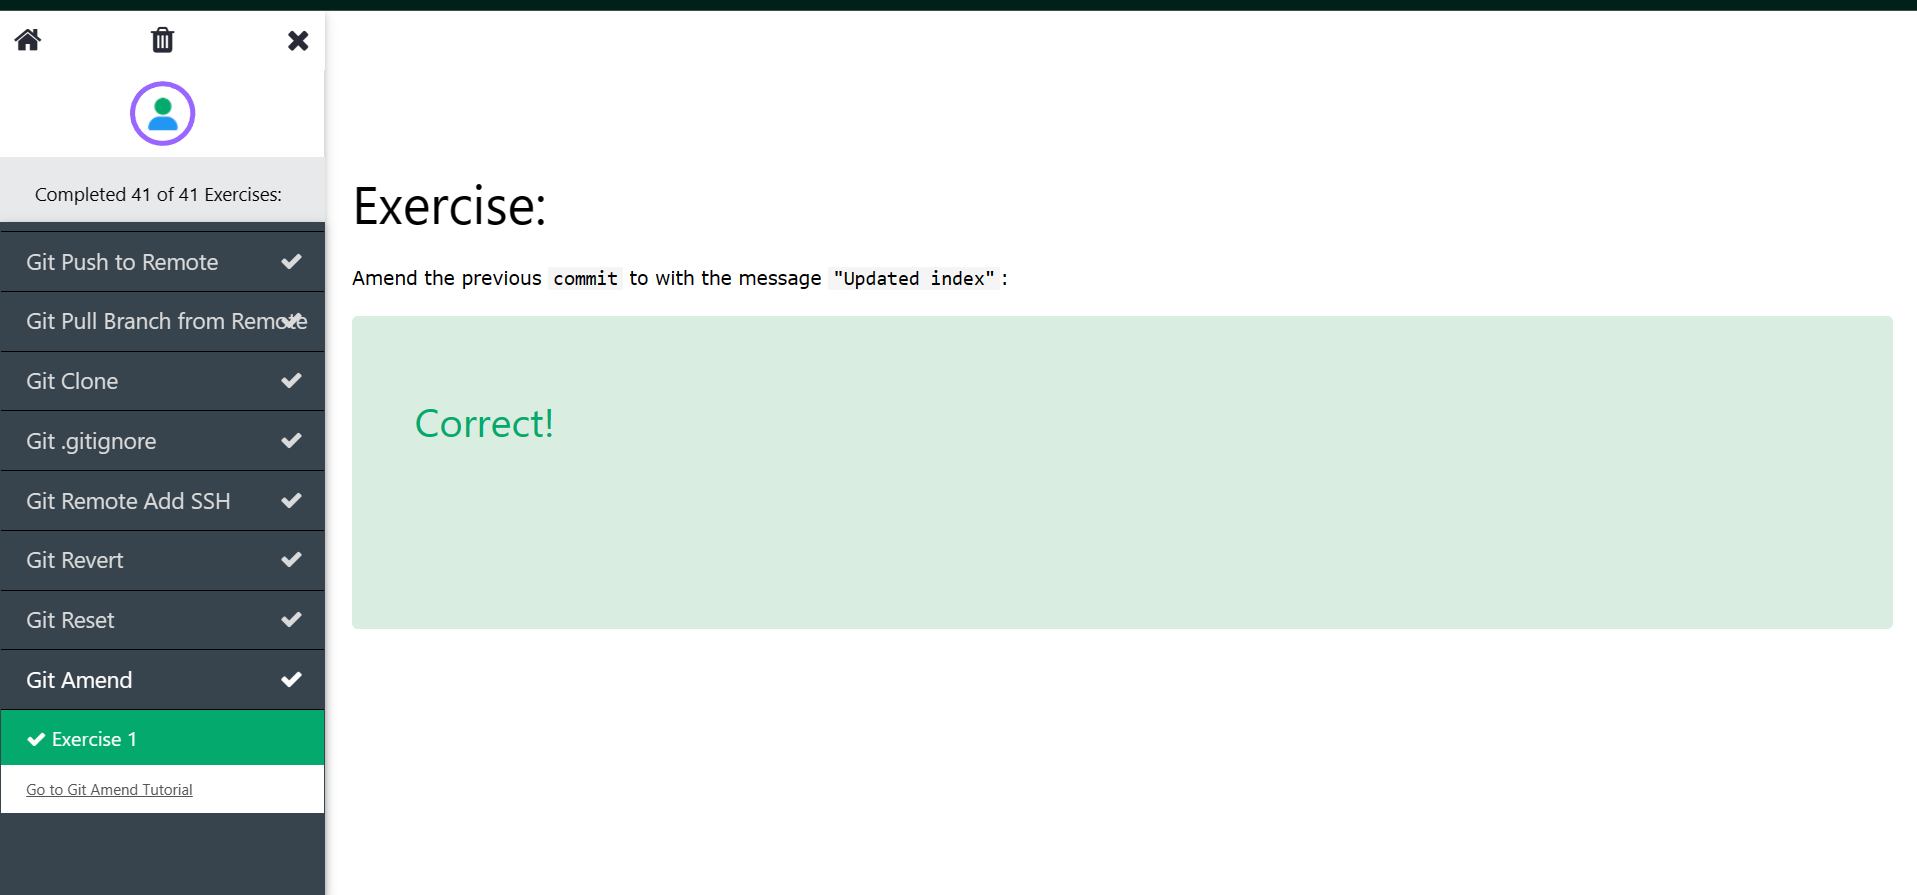 Completed 41 of 41 Exercises:
Git Push to Remote
Git Pull Branch from Remote
Git Clone
Git .gitignore
Git Remote Add SSH
Git Revert
Git Reset
Git Amend
Exercise 1
Go to Git Amend Tutorial
Exercise:
Amend the previous commit to with the message "Updated index":
Correct!